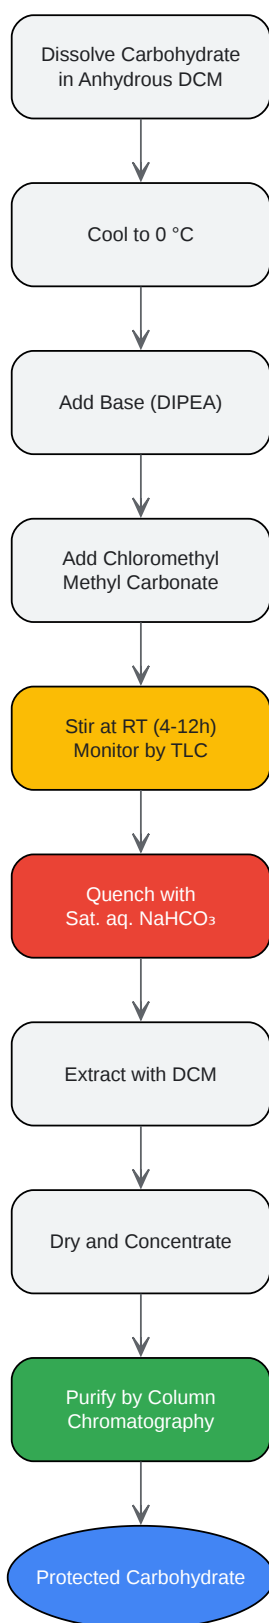 Dissolve Carbohydrate
in Anhydrous DCM
Cool to 0 °C
Add Base (DIPEA)
Add Chloromethyl
Methyl Carbonate
Stir at RT (4-12h)
Monitor by TLC
Quench with
Sat. aq. NaHCO₃
Extract with DCM
Dry and Concentrate
Purify by Column
Chromatography
Protected Carbohydrate